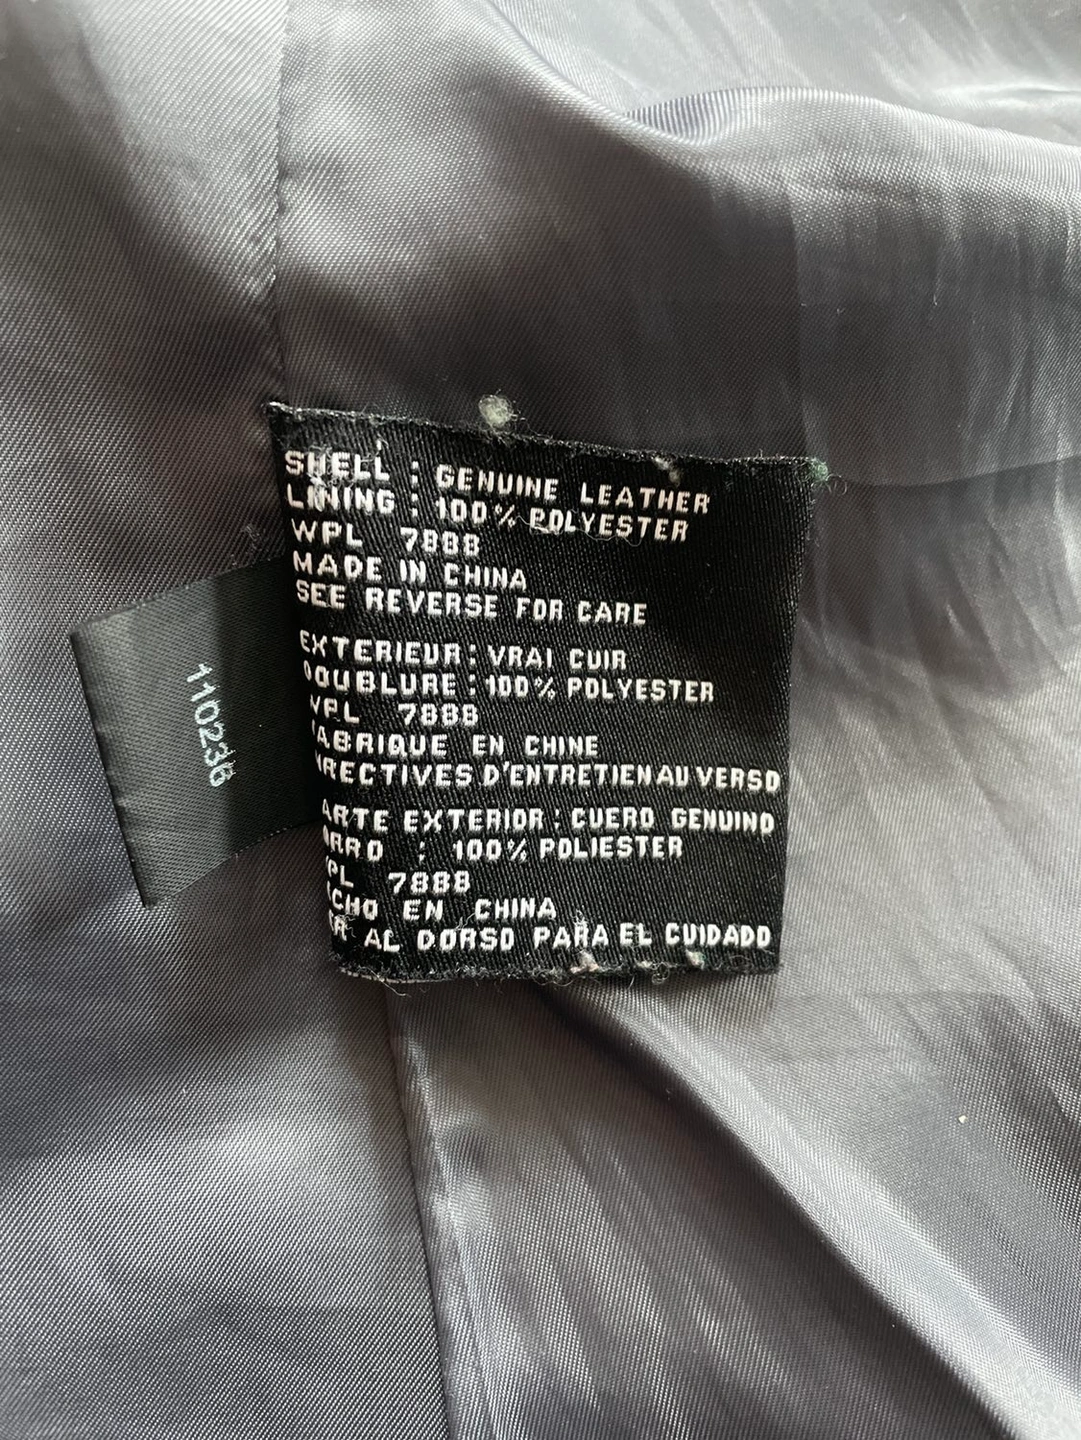 SHELL : GENUINE LEATHER
LINING : 100% POLYESTER
WPL 7888
MADE IN CHINA
SEE REVERSE FOR CARE
EXTERIEUR : VRAI CUIR
DOUBLURE : 100% POLYESTER
WPL 7888
FABRIQUE EN CHINE
DIRECTIVES D'ENTRETIEN AU VERSO
PARTE EXTERIOR : CUERO GENUINO
FORRO : 100% POLIESTER
WPL 7888
HECHO EN CHINA
VER AL DORSO PARA EL CUIDADO
110236